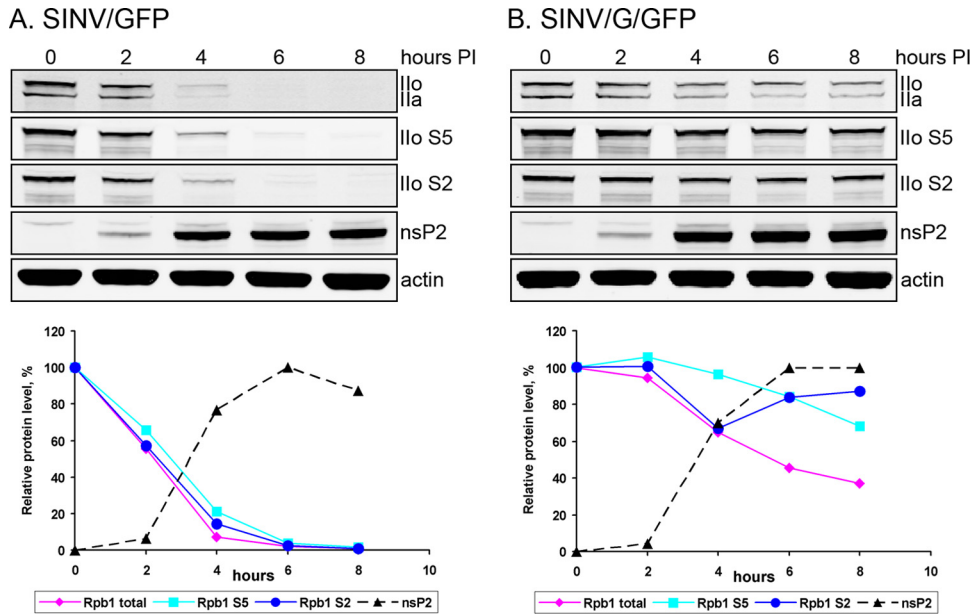 A. SINV/GFP
0 2 4 6 8 hours PI
IIo
IIa
IIo S5
IIo S2
nsP2
actin
Relative protein level, %
120
100
80
60
40
20
0
0 2 4 6 8 10
hours
Rpb1 total Rpb1 S5 Rpb1 S2 nsP2
B. SINV/G/GFP
0 2 4 6 8 hours PI
IIo
IIa
IIo S5
IIo S2
nsP2
actin
Relative protein level, %
120
100
80
60
40
20
0
0 2 4 6 8 10
hours
Rpb1 total Rpb1 S5 Rpb1 S2 nsP2